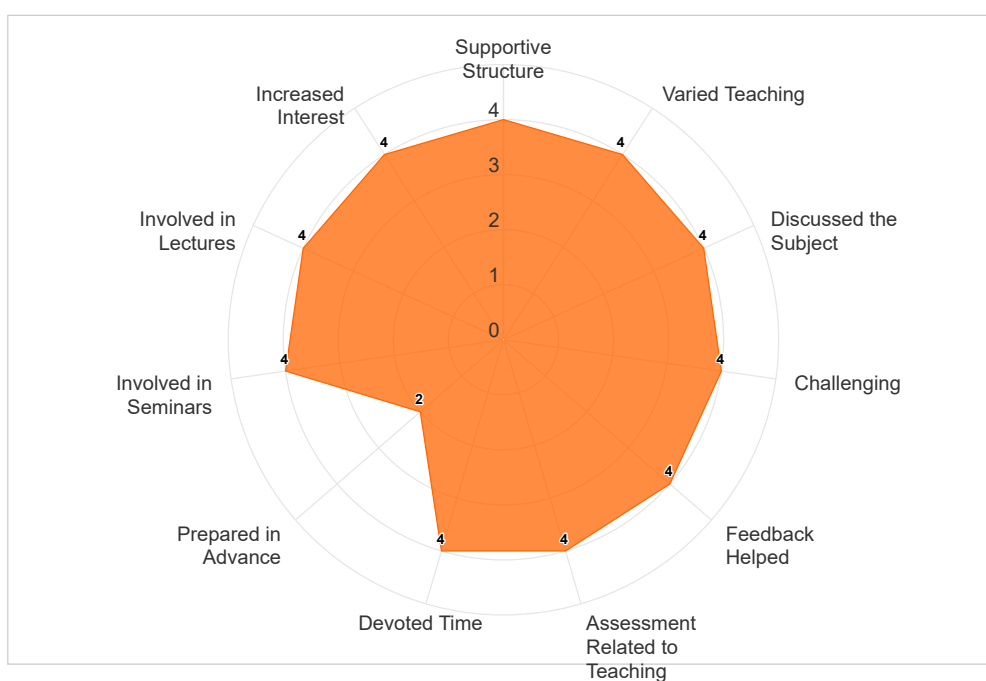 Supportive
Structure
Increased
Interest
Varied Teaching
4
4
4
3
Involved in
Lectures
4
2
4
Discussed the
Subject
1
0
4
4
Involved in
Seminars
Challenging
2
4
Prepared in
Advance
Feedback
Helped
4
4
Devoted Time
Assessment
Related to
Teaching